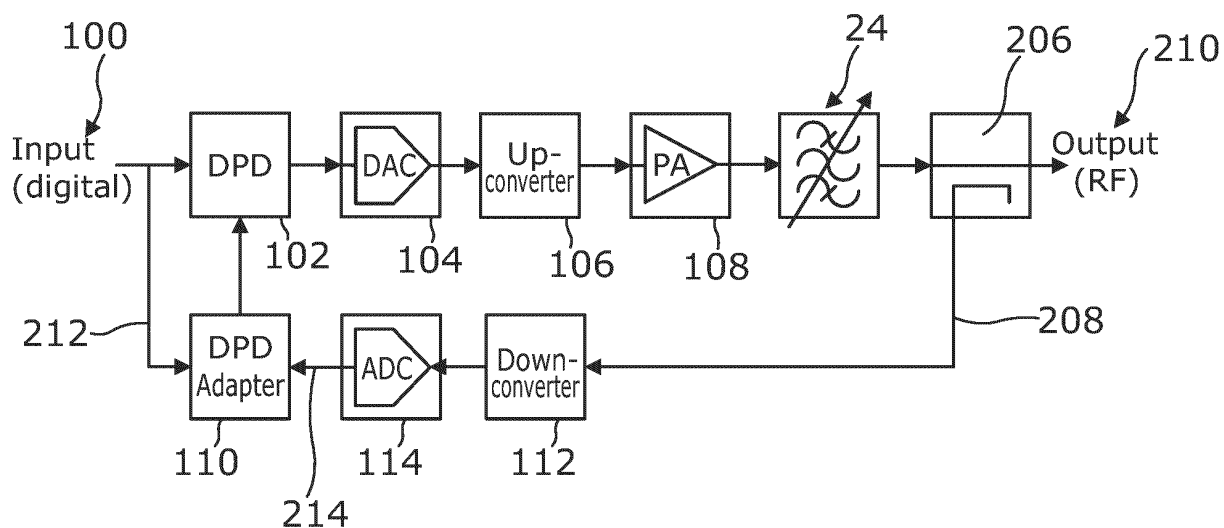 100
24
206
210
Input
(digital)
DPD
DAC
Up-
converter
PA
Output
(RF)
102
104
106
108
212
208
DPD
Adapter
ADC
Down-
converter
110
114
112
214